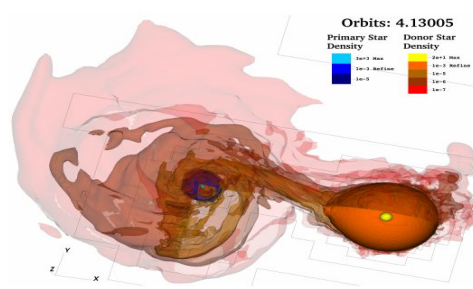 Orbits: 4.13005
Primary Star Density
3e+3 Max
1e-3 Refine
1e-5
Donor Star Density
2e+1 Max
1e-3 Refine
1e-5
1e-6
1e-7
Y
Z
X